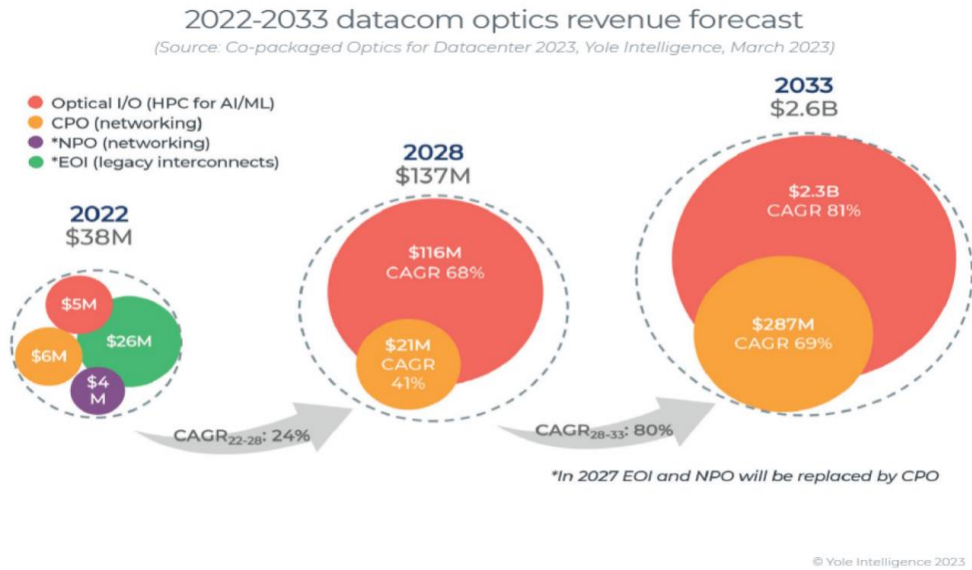 2022-2033 datacom optics revenue forecast
(Source: Co-packaged Optics for Datacenter 2023, Yole Intelligence, March 2023)
Optical I/O (HPC for AI/ML)
CPO (networking)
*NPO (networking)
*EOI (legacy interconnects)
2022
$38M
$5M
$6M
$26M
$4
M
2028
$137M
$116M
CAGR 68%
$21M
CAGR
41%
2033
$2.6B
$2.3B
CAGR 81%
$287M
CAGR 69%
CAGR22-28: 24%
CAGR28-33: 80%
*In 2027 EOI and NPO will be replaced by CPO
© Yole Intelligence 2023